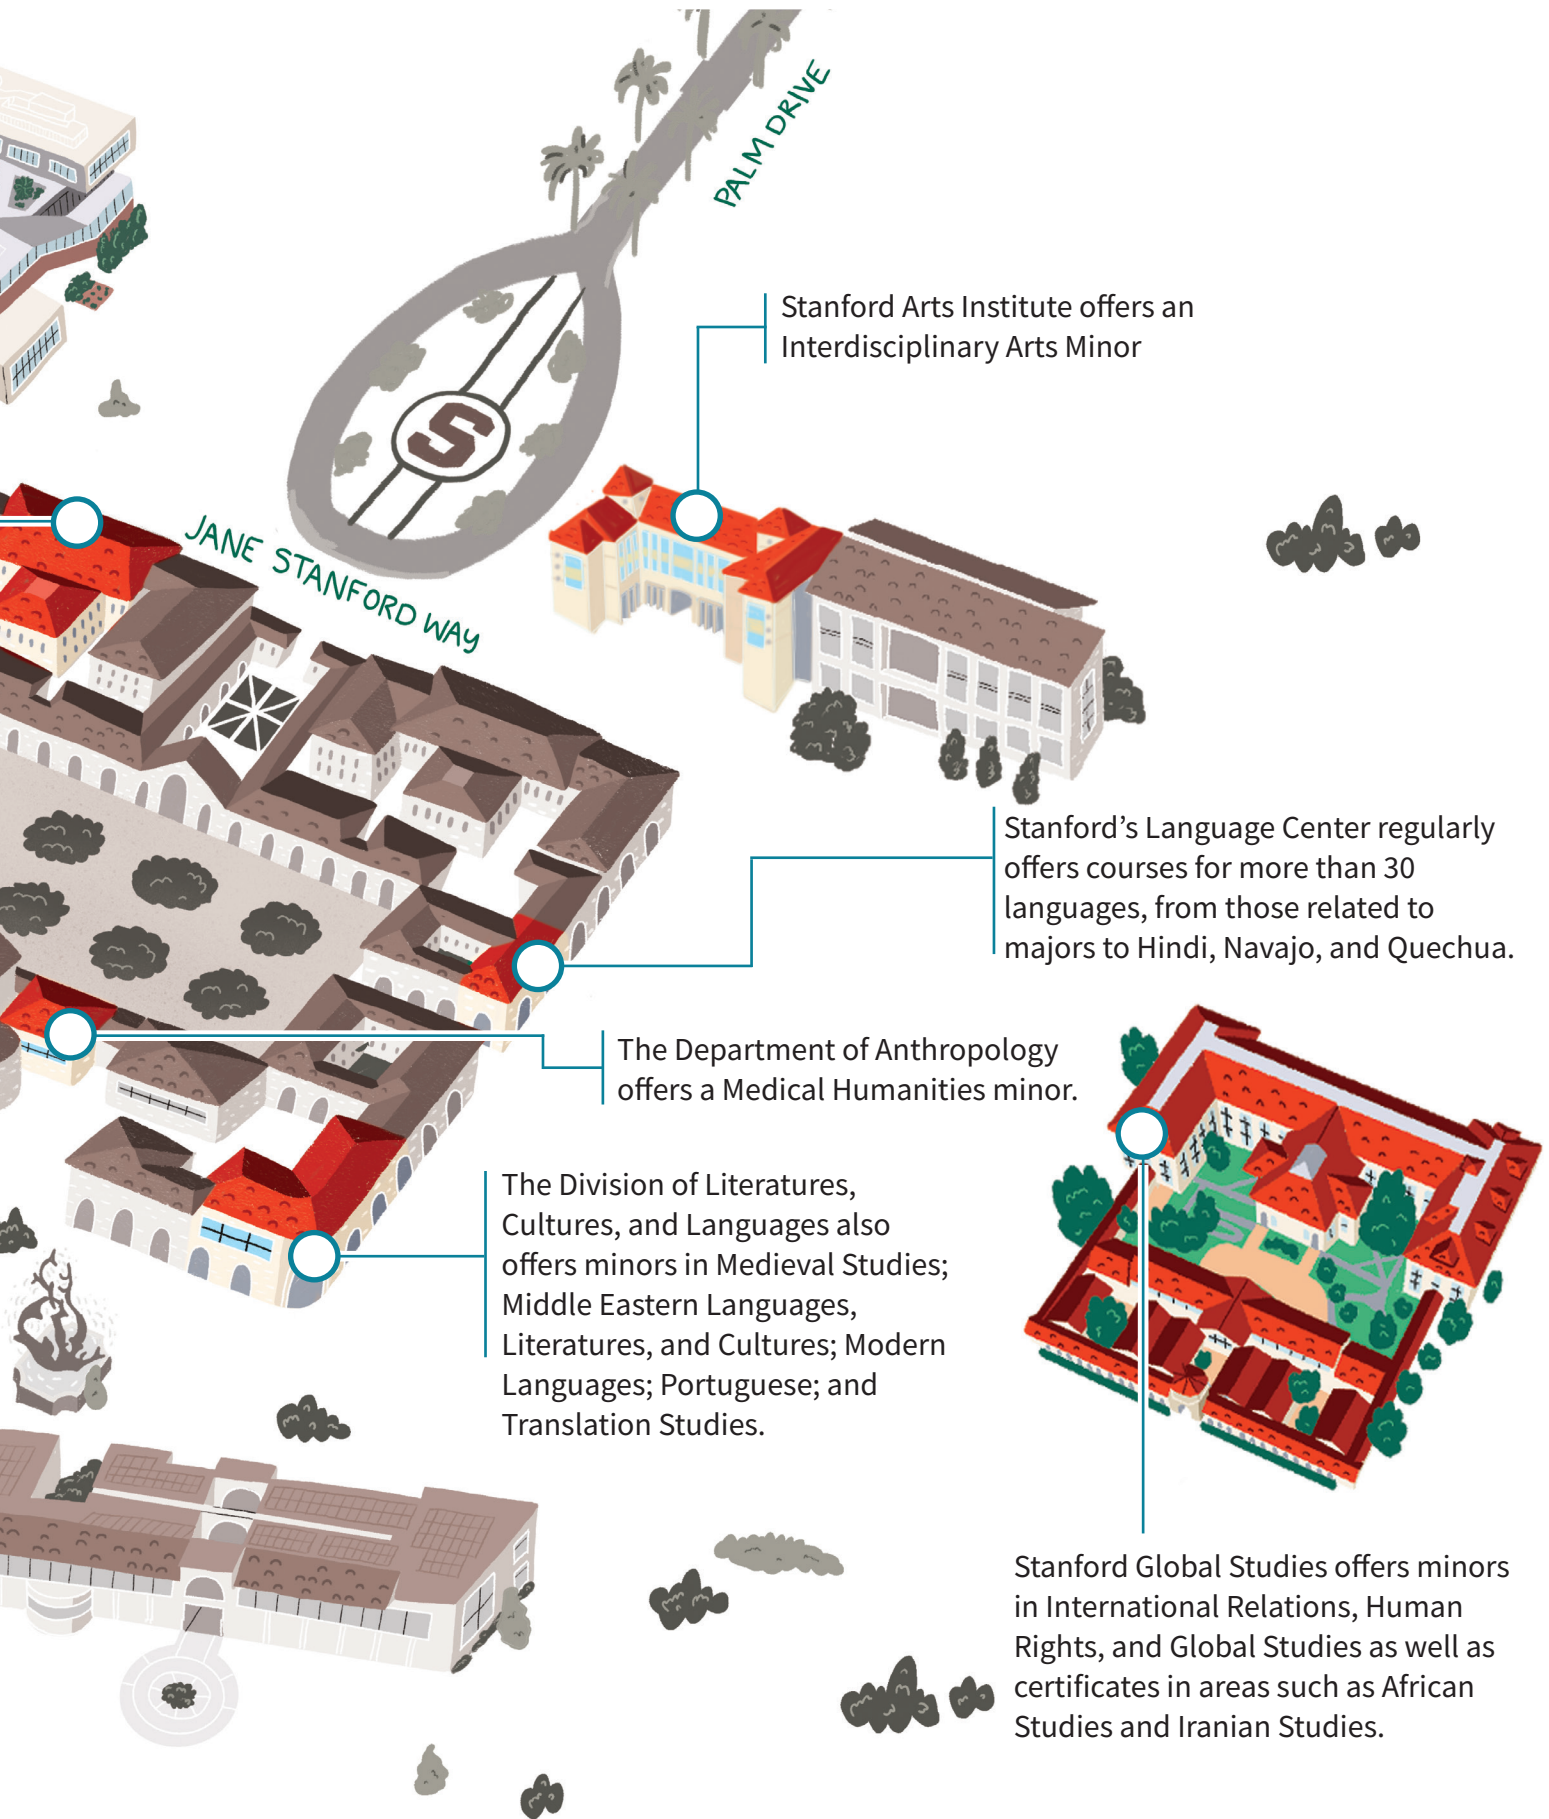 PALM DRIVE
Stanford Arts Institute offers an
Interdisciplinary Arts Minor
S
JANE STANFORD WAY
Stanford’s Language Center regularly
offers courses for more than 30
languages, from those related to
majors to Hindi, Navajo, and Quechua.
The Department of Anthropology
offers a Medical Humanities minor.
The Division of Literatures,
Cultures, and Languages also
offers minors in Medieval Studies;
Middle Eastern Languages,
Literatures, and Cultures; Modern
Languages; Portuguese; and
Translation Studies.
Stanford Global Studies offers minors
in International Relations, Human
Rights, and Global Studies as well as
certificates in areas such as African
Studies and Iranian Studies.